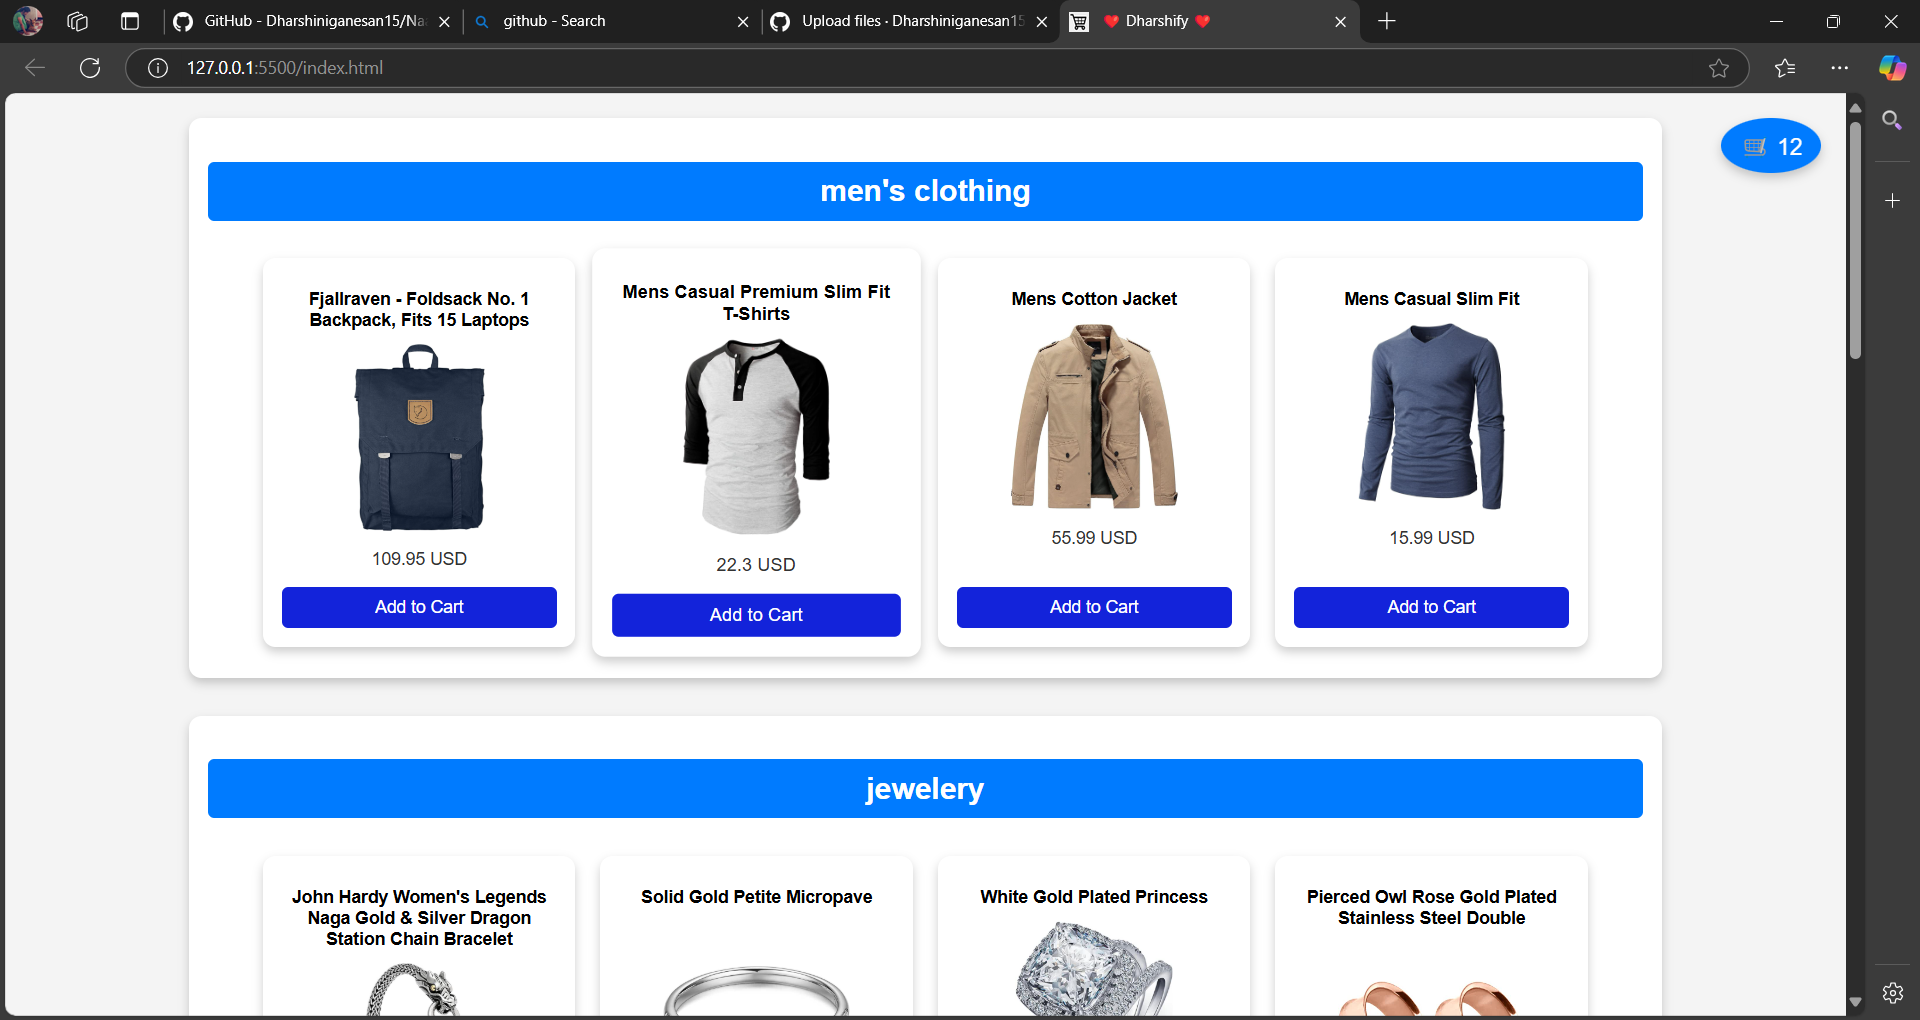 GitHub - Dharshiniganesan15/Na
github - Search
Upload files · Dharshiniganesan15
❤️ Dharshify ❤️
127.0.0.1:5500/index.html
12
men's clothing
Fjallraven - Foldsack No. 1
Backpack, Fits 15 Laptops
109.95 USD
Add to Cart
Mens Casual Premium Slim Fit
T-Shirts
22.3 USD
Add to Cart
Mens Cotton Jacket
55.99 USD
Add to Cart
Mens Casual Slim Fit
15.99 USD
Add to Cart
jewelery
John Hardy Women's Legends
Naga Gold & Silver Dragon
Station Chain Bracelet
Solid Gold Petite Micropave
White Gold Plated Princess
Pierced Owl Rose Gold Plated
Stainless Steel Double